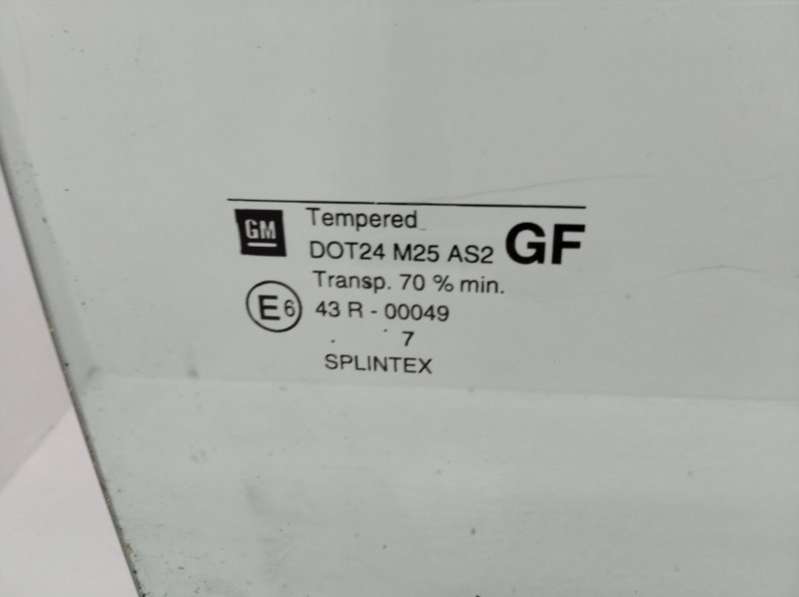 GM Tempered
DOT24 M25 AS2 GF
Transp. 70 % min.
E6 43 R - 00049
. ' 7
SPLINTEX